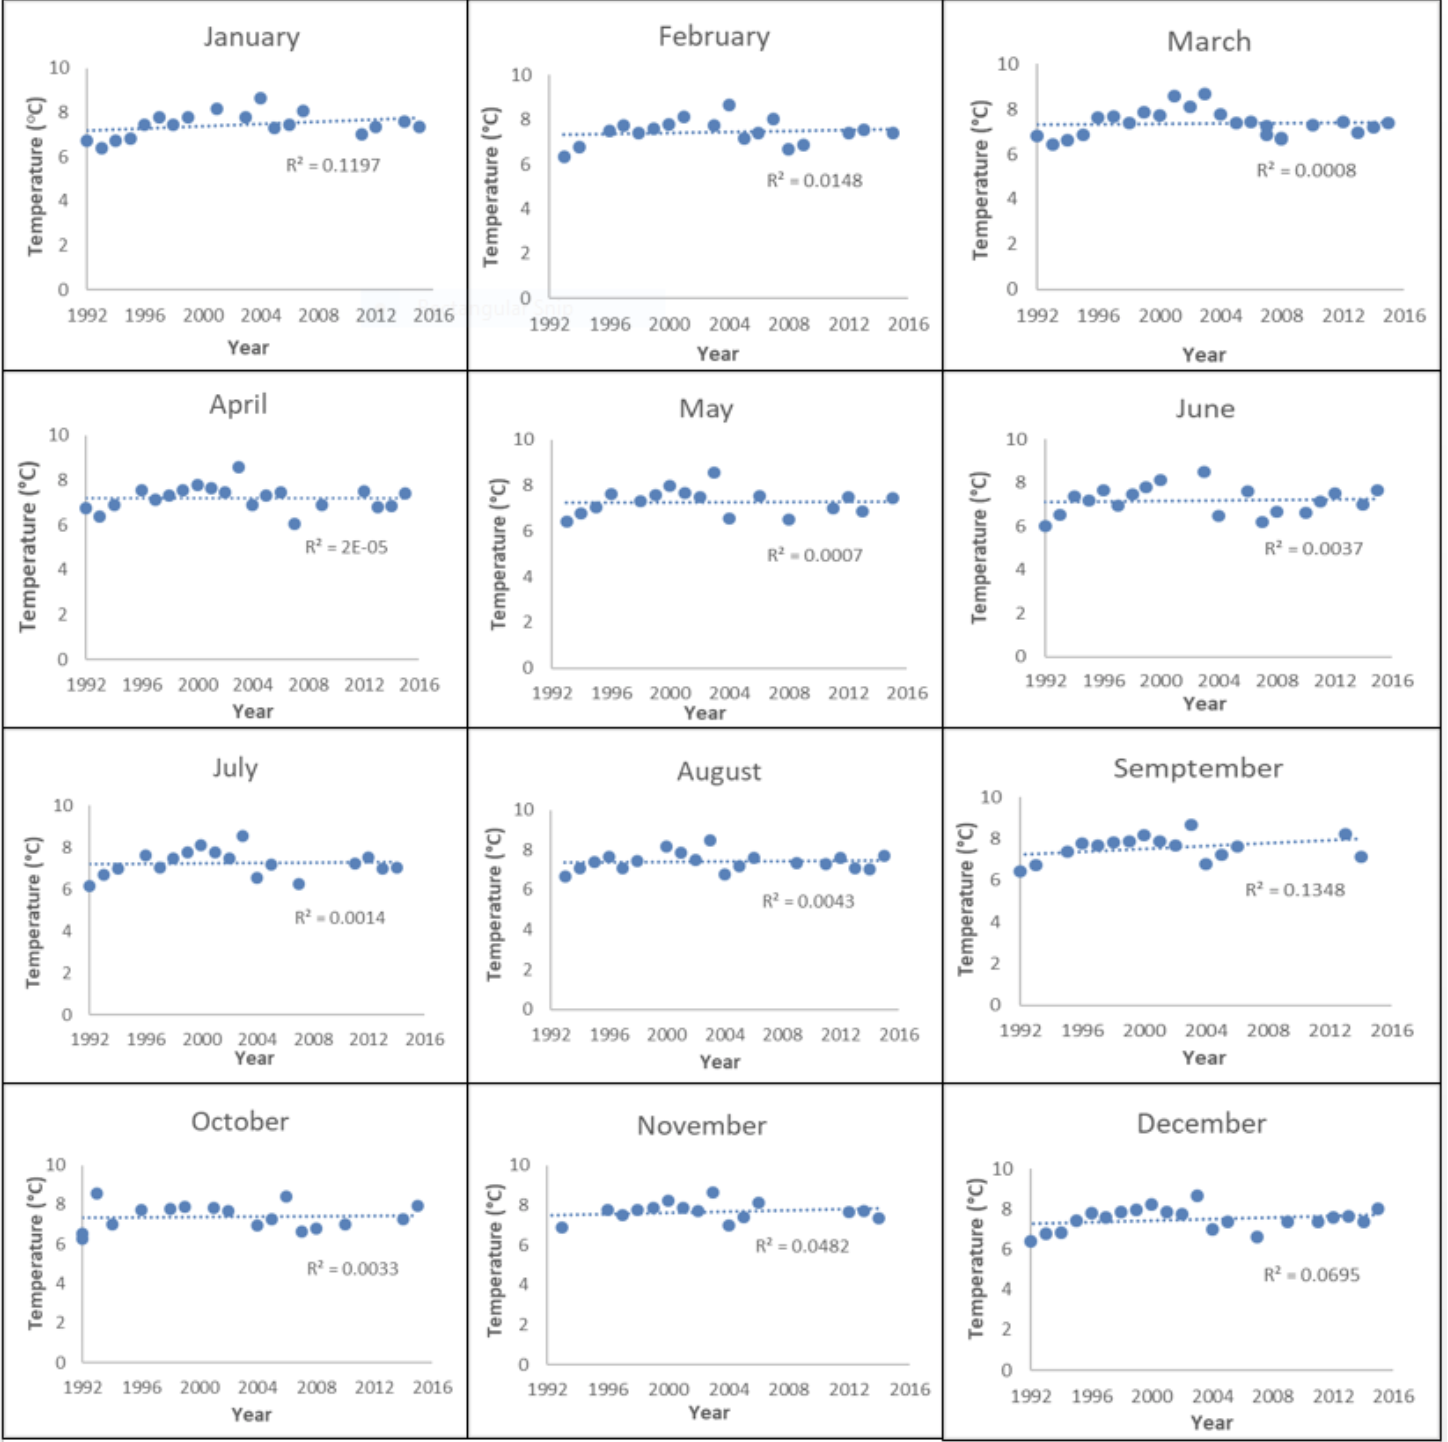 January
Temperature (°C)
10
8
6
4
2
0
R² = 0.1197
1992 1996 2000 2004 2008 2012 2016
Year
February
Temperature (°C)
10
8
6
4
2
0
R² = 0.0148
Rectangular Snip
1992 1996 2000 2004 2008 2012 2016
Year
March
Temperature (°C)
10
8
6
4
2
0
R² = 0.0008
1992 1996 2000 2004 2008 2012 2016
Year
April
Temperature (°C)
10
8
6
4
2
0
R² = 2E-05
1992 1996 2000 2004 2008 2012 2016
Year
May
Temperature (°C)
10
8
6
4
2
0
R² = 0.0007
1992 1996 2000 2004 2008 2012 2016
Year
June
Temperature (°C)
10
8
6
4
2
0
R² = 0.0037
1992 1996 2000 2004 2008 2012 2016
Year
July
Temperature (°C)
10
8
6
4
2
0
R² = 0.0014
1992 1996 2000 2004 2008 2012 2016
Year
August
Temperature (°C)
10
8
6
4
2
0
R² = 0.0043
1992 1996 2000 2004 2008 2012 2016
Year
Semptember
Temperature (°C)
10
8
6
4
2
0
R² = 0.1348
1992 1996 2000 2004 2008 2012 2016
Year
October
Temperature (°C)
10
8
6
4
2
0
R² = 0.0033
1992 1996 2000 2004 2008 2012 2016
Year
November
Temperature (°C)
10
8
6
4
2
0
R² = 0.0482
1992 1996 2000 2004 2008 2012 2016
Year
December
Temperature (°C)
10
8
6
4
2
0
R² = 0.0695
1992 1996 2000 2004 2008 2012 2016
Year